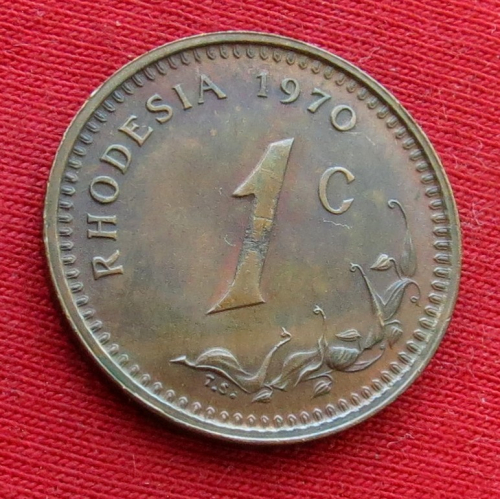 RHODESIA 1970
1 C
T.S.